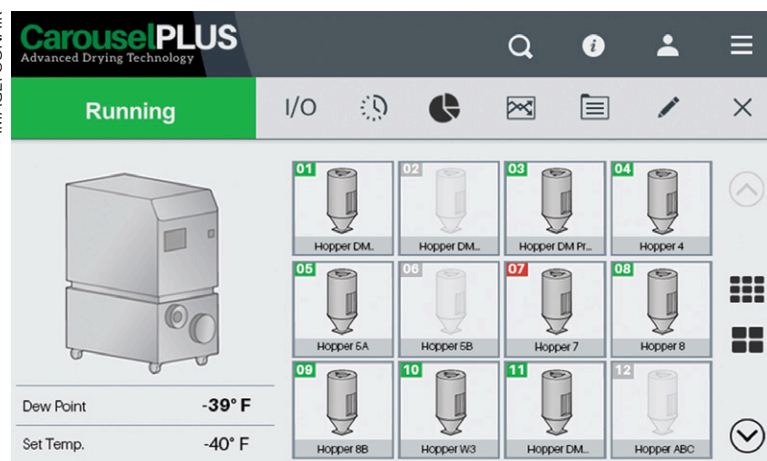 CarouselPLUS
Advanced Drying Technology
Running
I/O
01
Hopper DM..
02
Hopper DM...
03
Hopper DM Pr...
04
Hopper 4
05
Hopper 5A
06
Hopper 5B
07
Hopper 7
08
Hopper 8
09
Hopper 8B
10
Hopper W3
11
Hopper DM...
12
Hopper ABC
Dew Point -39° F
Set Temp. -40° F